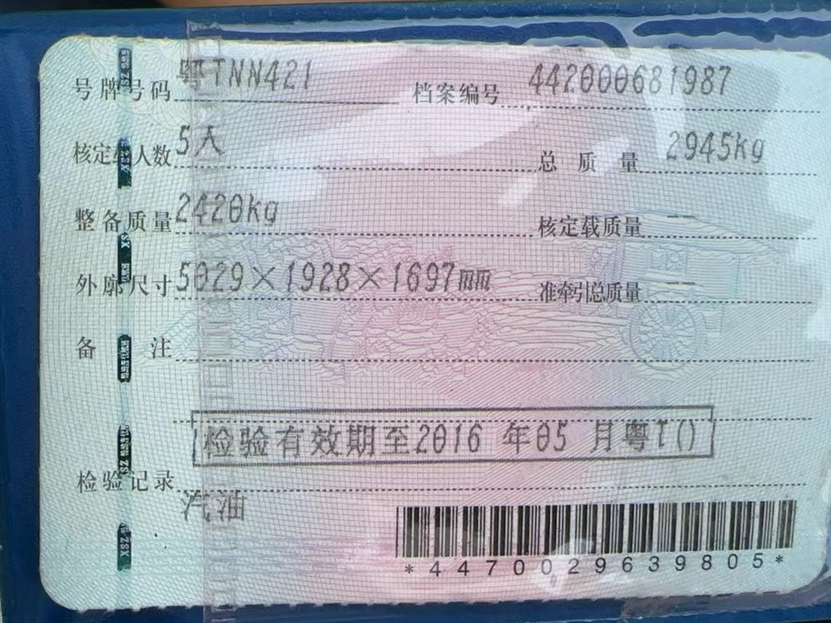 号牌号码 粤TNN421 档案编号 442000681987
核定载人数 5人 总质量 2945kg
整备质量 2420kg 核定载质量 --
外廓尺寸 5029×1928×1697mm 准牵引总质量 --
备注
检验有效期至2016年05月粤T()
检验记录
汽油
*4470029639805*